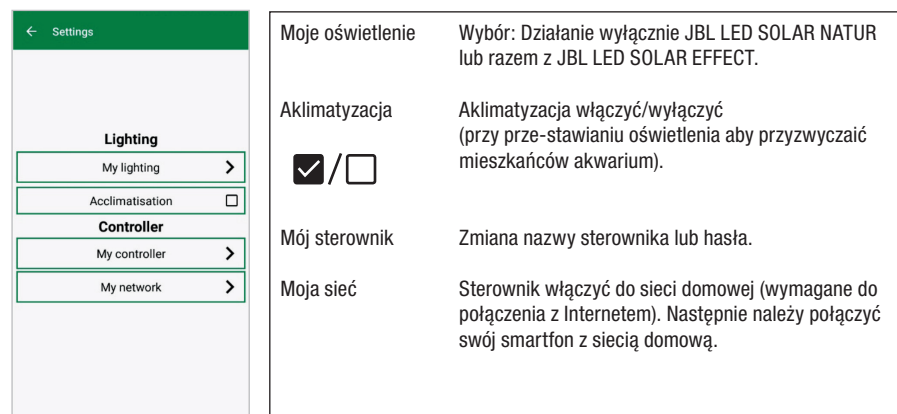 ← Settings
Lighting
My lighting
Acclimatisation
Controller
My controller
My network
Moje oświetlenie
Wybór: Działanie wyłącznie JBL LED SOLAR NATUR
lub razem z JBL LED SOLAR EFFECT.
Aklimatyzacja
Aklimatyzacja włączyć/wyłączyć
(przy prze-stawianiu oświetlenia aby przyzwyczaić
mieszkańców akwarium).
Mój sterownik
Zmiana nazwy sterownika lub hasła.
Moja sieć
Sterownik włączyć do sieci domowej (wymagane do
połączenia z Internetem). Następnie należy połączyć
swój smartfon z siecią domową.